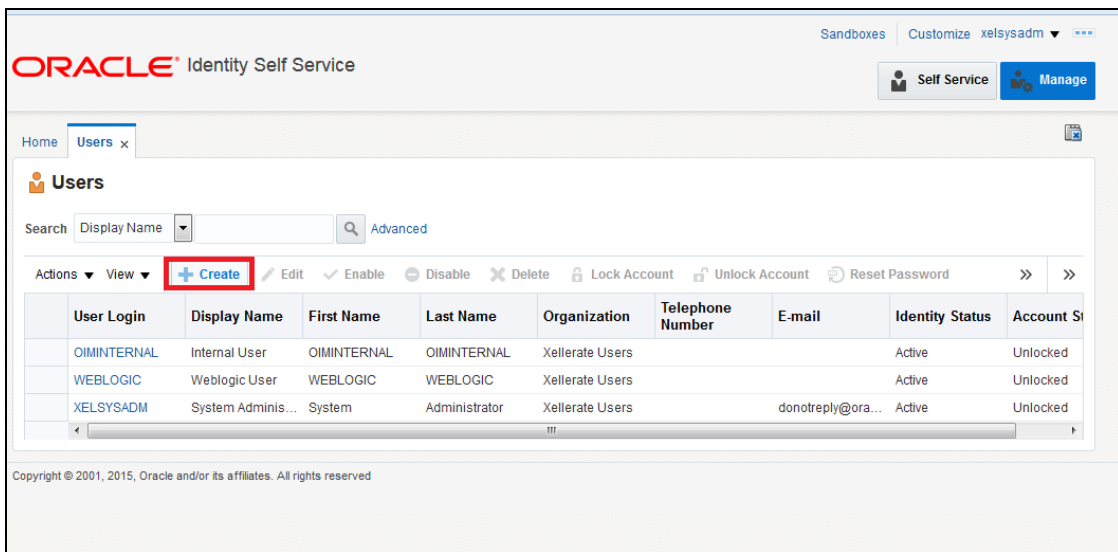 Sandboxes Customize xelsysadm
ORACLE Identity Self Service
Self Service Manage
Home Users x
Users
Search Display Name Advanced
Actions View Create Edit Enable Disable Delete Lock Account Unlock Account Reset Password » »
User Login Display Name First Name Last Name Organization Telephone Number E-mail Identity Status Account St
OIMINTERNAL Internal User OIMINTERNAL OIMINTERNAL Xellerate Users Active Unlocked
WEBLOGIC Weblogic User WEBLOGIC WEBLOGIC Xellerate Users Active Unlocked
XELSYSADM System Adminis... System Administrator Xellerate Users donotreply@ora... Active Unlocked
Copyright © 2001, 2015, Oracle and/or its affiliates. All rights reserved